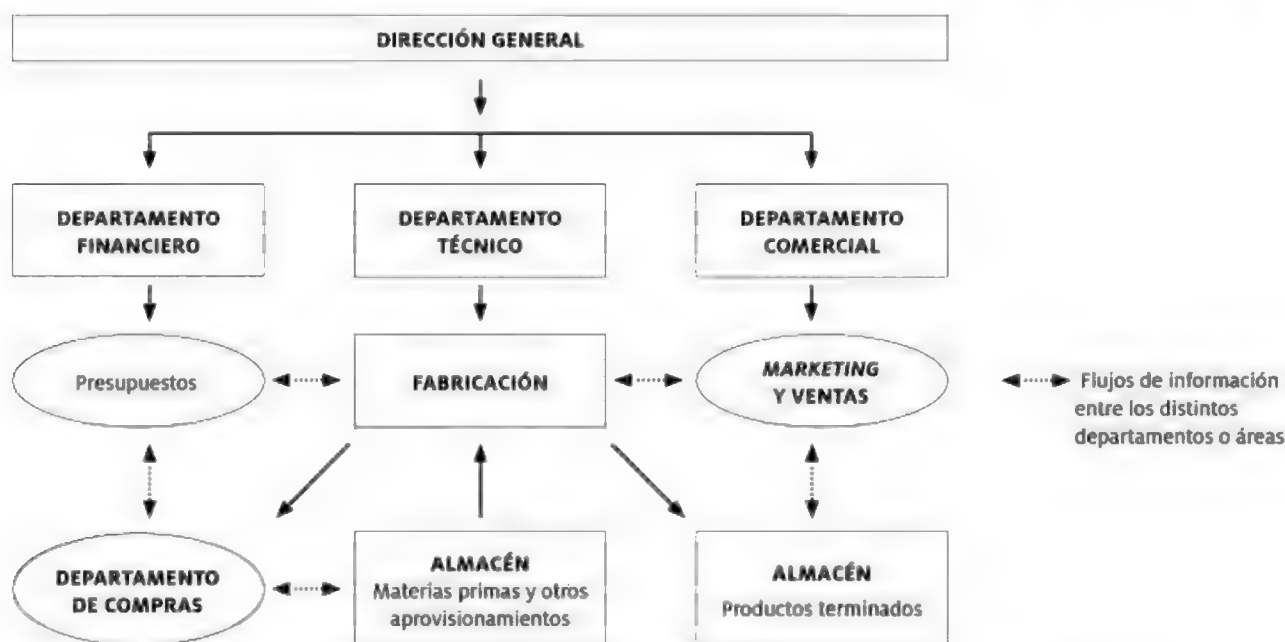 DIRECCIÓN GENERAL
DEPARTAMENTO
FINANCIERO
DEPARTAMENTO
TÉCNICO
DEPARTAMENTO
COMERCIAL
Presupuestos
FABRICACIÓN
MARKETING
Y VENTAS
Flujos de información
entre los distintos
departamentos o áreas
DEPARTAMENTO
DE COMPRAS
ALMACÉN
Materias primas y otros
aprovisionamientos
ALMACÉN
Productos terminados